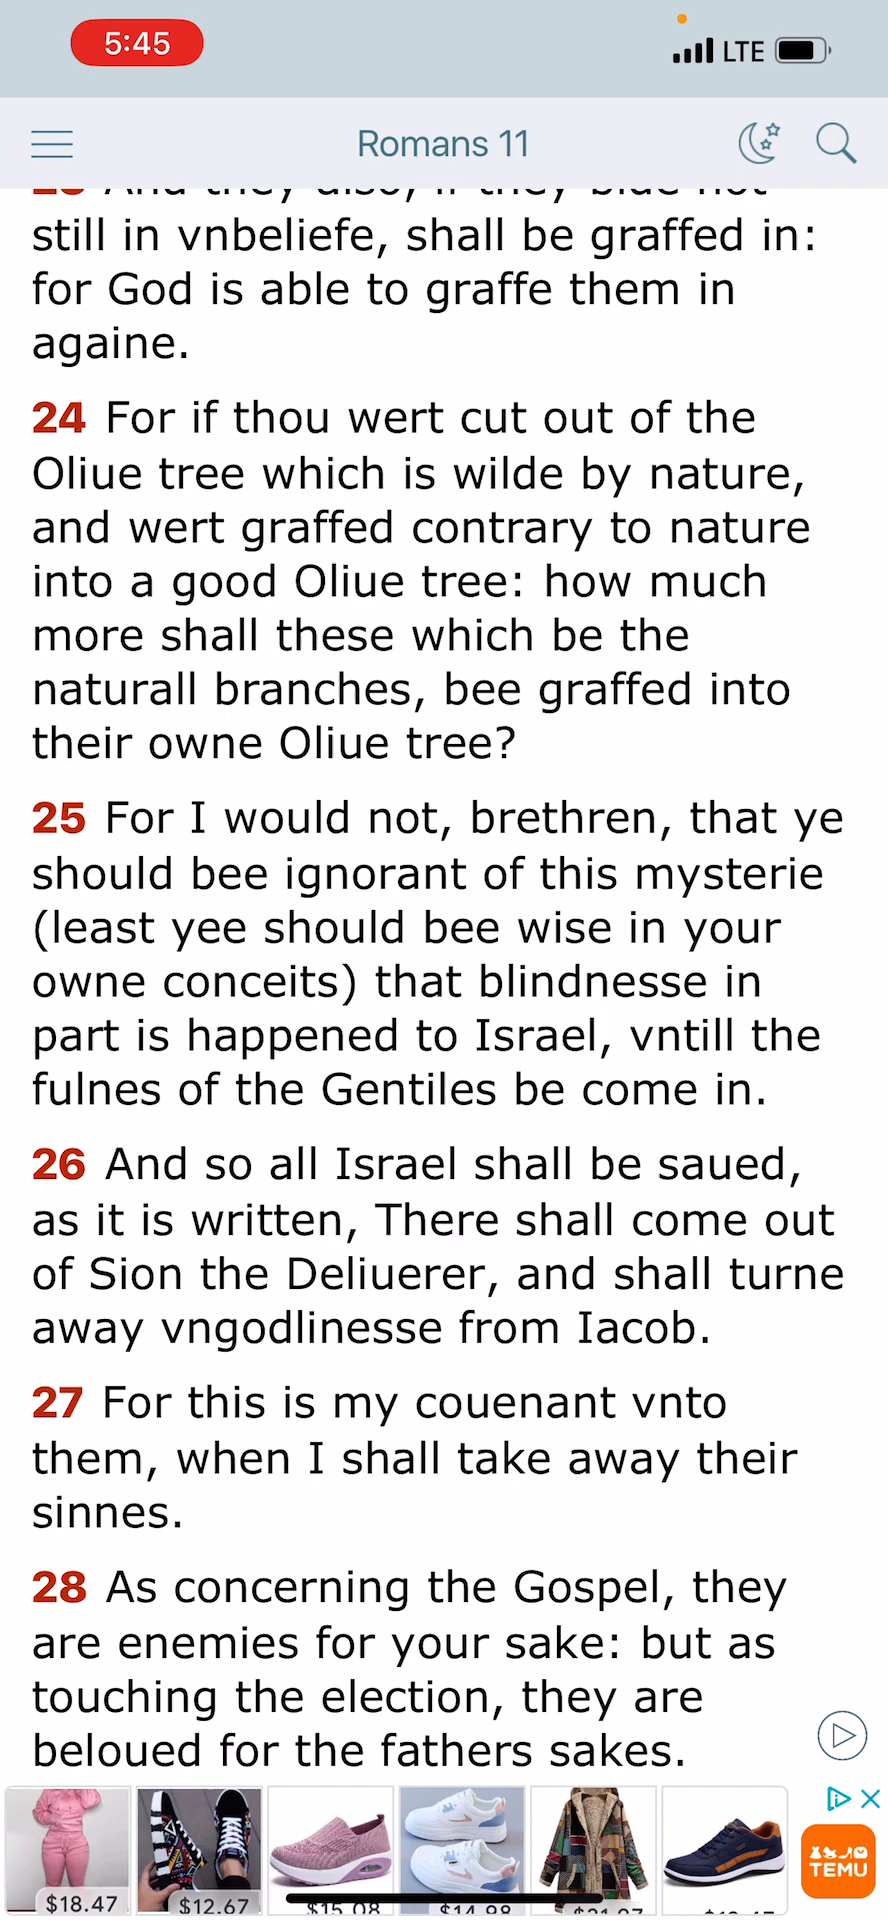 5:45
LTE
Romans 11
still in vnbeliefe, shall be graffed in:
for God is able to graffe them in
againe.
24 For if thou wert cut out of the
Oliue tree which is wilde by nature,
and wert graffed contrary to nature
into a good Oliue tree: how much
more shall these which be the
naturall branches, bee graffed into
their owne Oliue tree?
25 For I would not, brethren, that ye
should bee ignorant of this mysterie
(least yee should bee wise in your
owne conceits) that blindnesse in
part is happened to Israel, vntill the
fulnes of the Gentiles be come in.
26 And so all Israel shall be saued,
as it is written, There shall come out
of Sion the Deliuerer, and shall turne
away vngodlinesse from Iacob.
27 For this is my couenant vnto
them, when I shall take away their
sinnes.
28 As concerning the Gospel, they
are enemies for your sake: but as
touching the election, they are
beloued for the fathers sakes.
$18.47 $12.67 $15.08 $14.98
TEMU